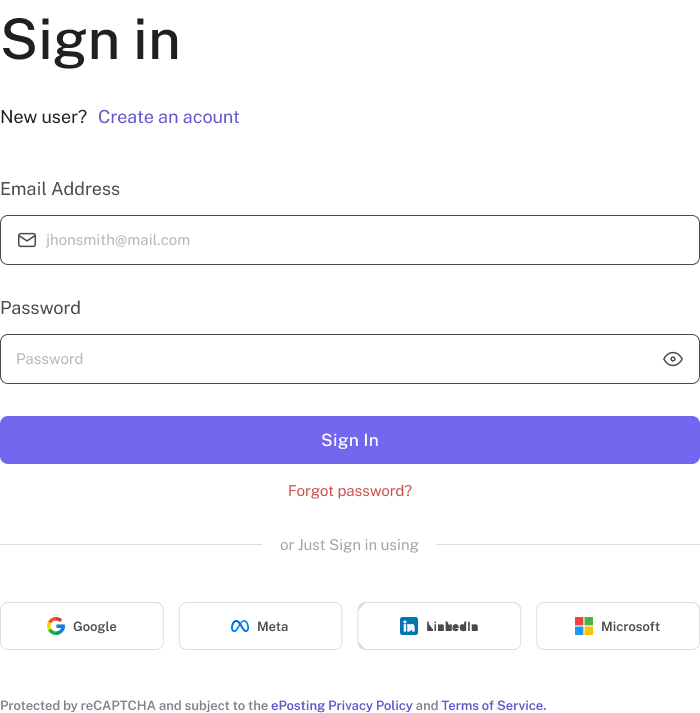 Sign in
New user? Create an acount
Email Address
jhonsmith@mail.com
Password
Password
Sign In
Forgot password?
or Just Sign in using
Google Meta LinkedIn Microsoft
Protected by reCAPTCHA and subject to the ePosting Privacy Policy and Terms of Service.